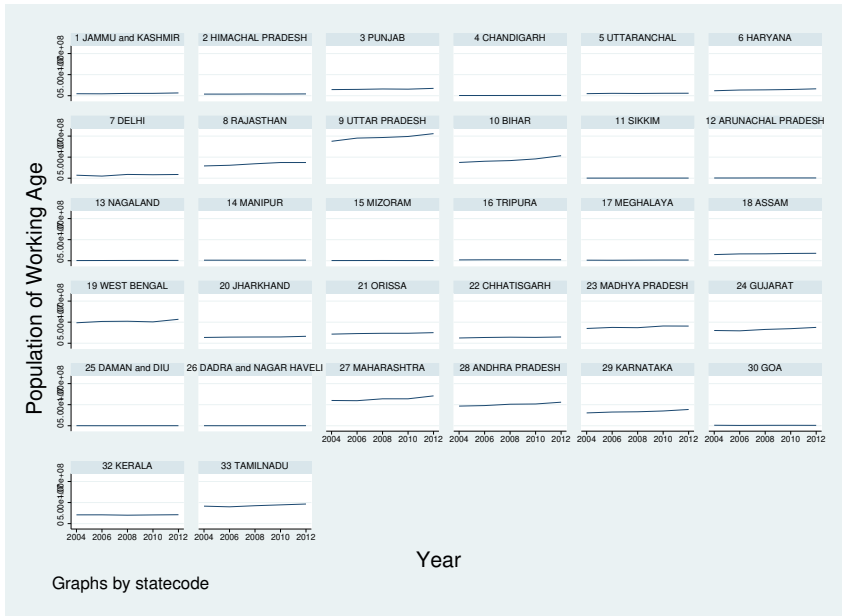 1 JAMMU and KASHMIR 2 HIMACHAL PRADESH 3 PUNJAB 4 CHANDIGARH 5 UTTARANCHAL 6 HARYANA
7 DELHI 8 RAJASTHAN 9 UTTAR PRADESH 10 BIHAR 11 SIKKIM 12 ARUNACHAL PRADESH
13 NAGALAND 14 MANIPUR 15 MIZORAM 16 TRIPURA 17 MEGHALAYA 18 ASSAM
19 WEST BENGAL 20 JHARKHAND 21 ORISSA 22 CHHATISGARH 23 MADHYA PRADESH 24 GUJARAT
25 DAMAN and DIU 26 DADRA and NAGAR HAVELI 27 MAHARASHTRA 28 ANDHRA PRADESH 29 KARNATAKA 30 GOA
2004 2006 2008 2010 2012 2004 2006 2008 2010 2012 2004 2006 2008 2010 2012 2004 2006 2008 2010 2012
32 KERALA 33 TAMILNADU
2004 2006 2008 2010 2012 2004 2006 2008 2010 2012
Population of Working Age
Year
Graphs by statecode